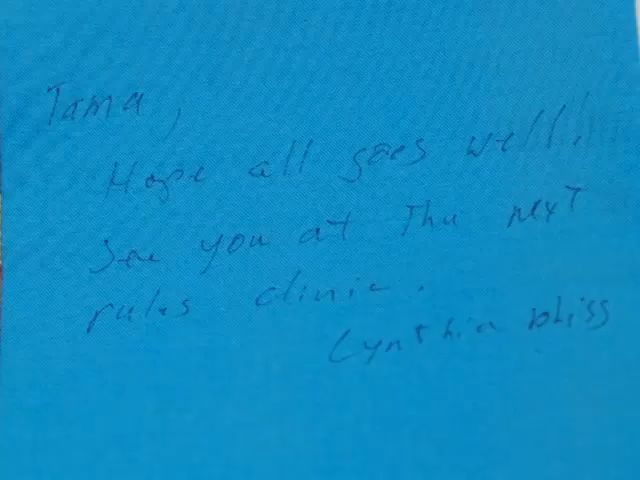 Tama,
Hope all goes well.
See you at the next
rules clinic.
Cynthia Bliss